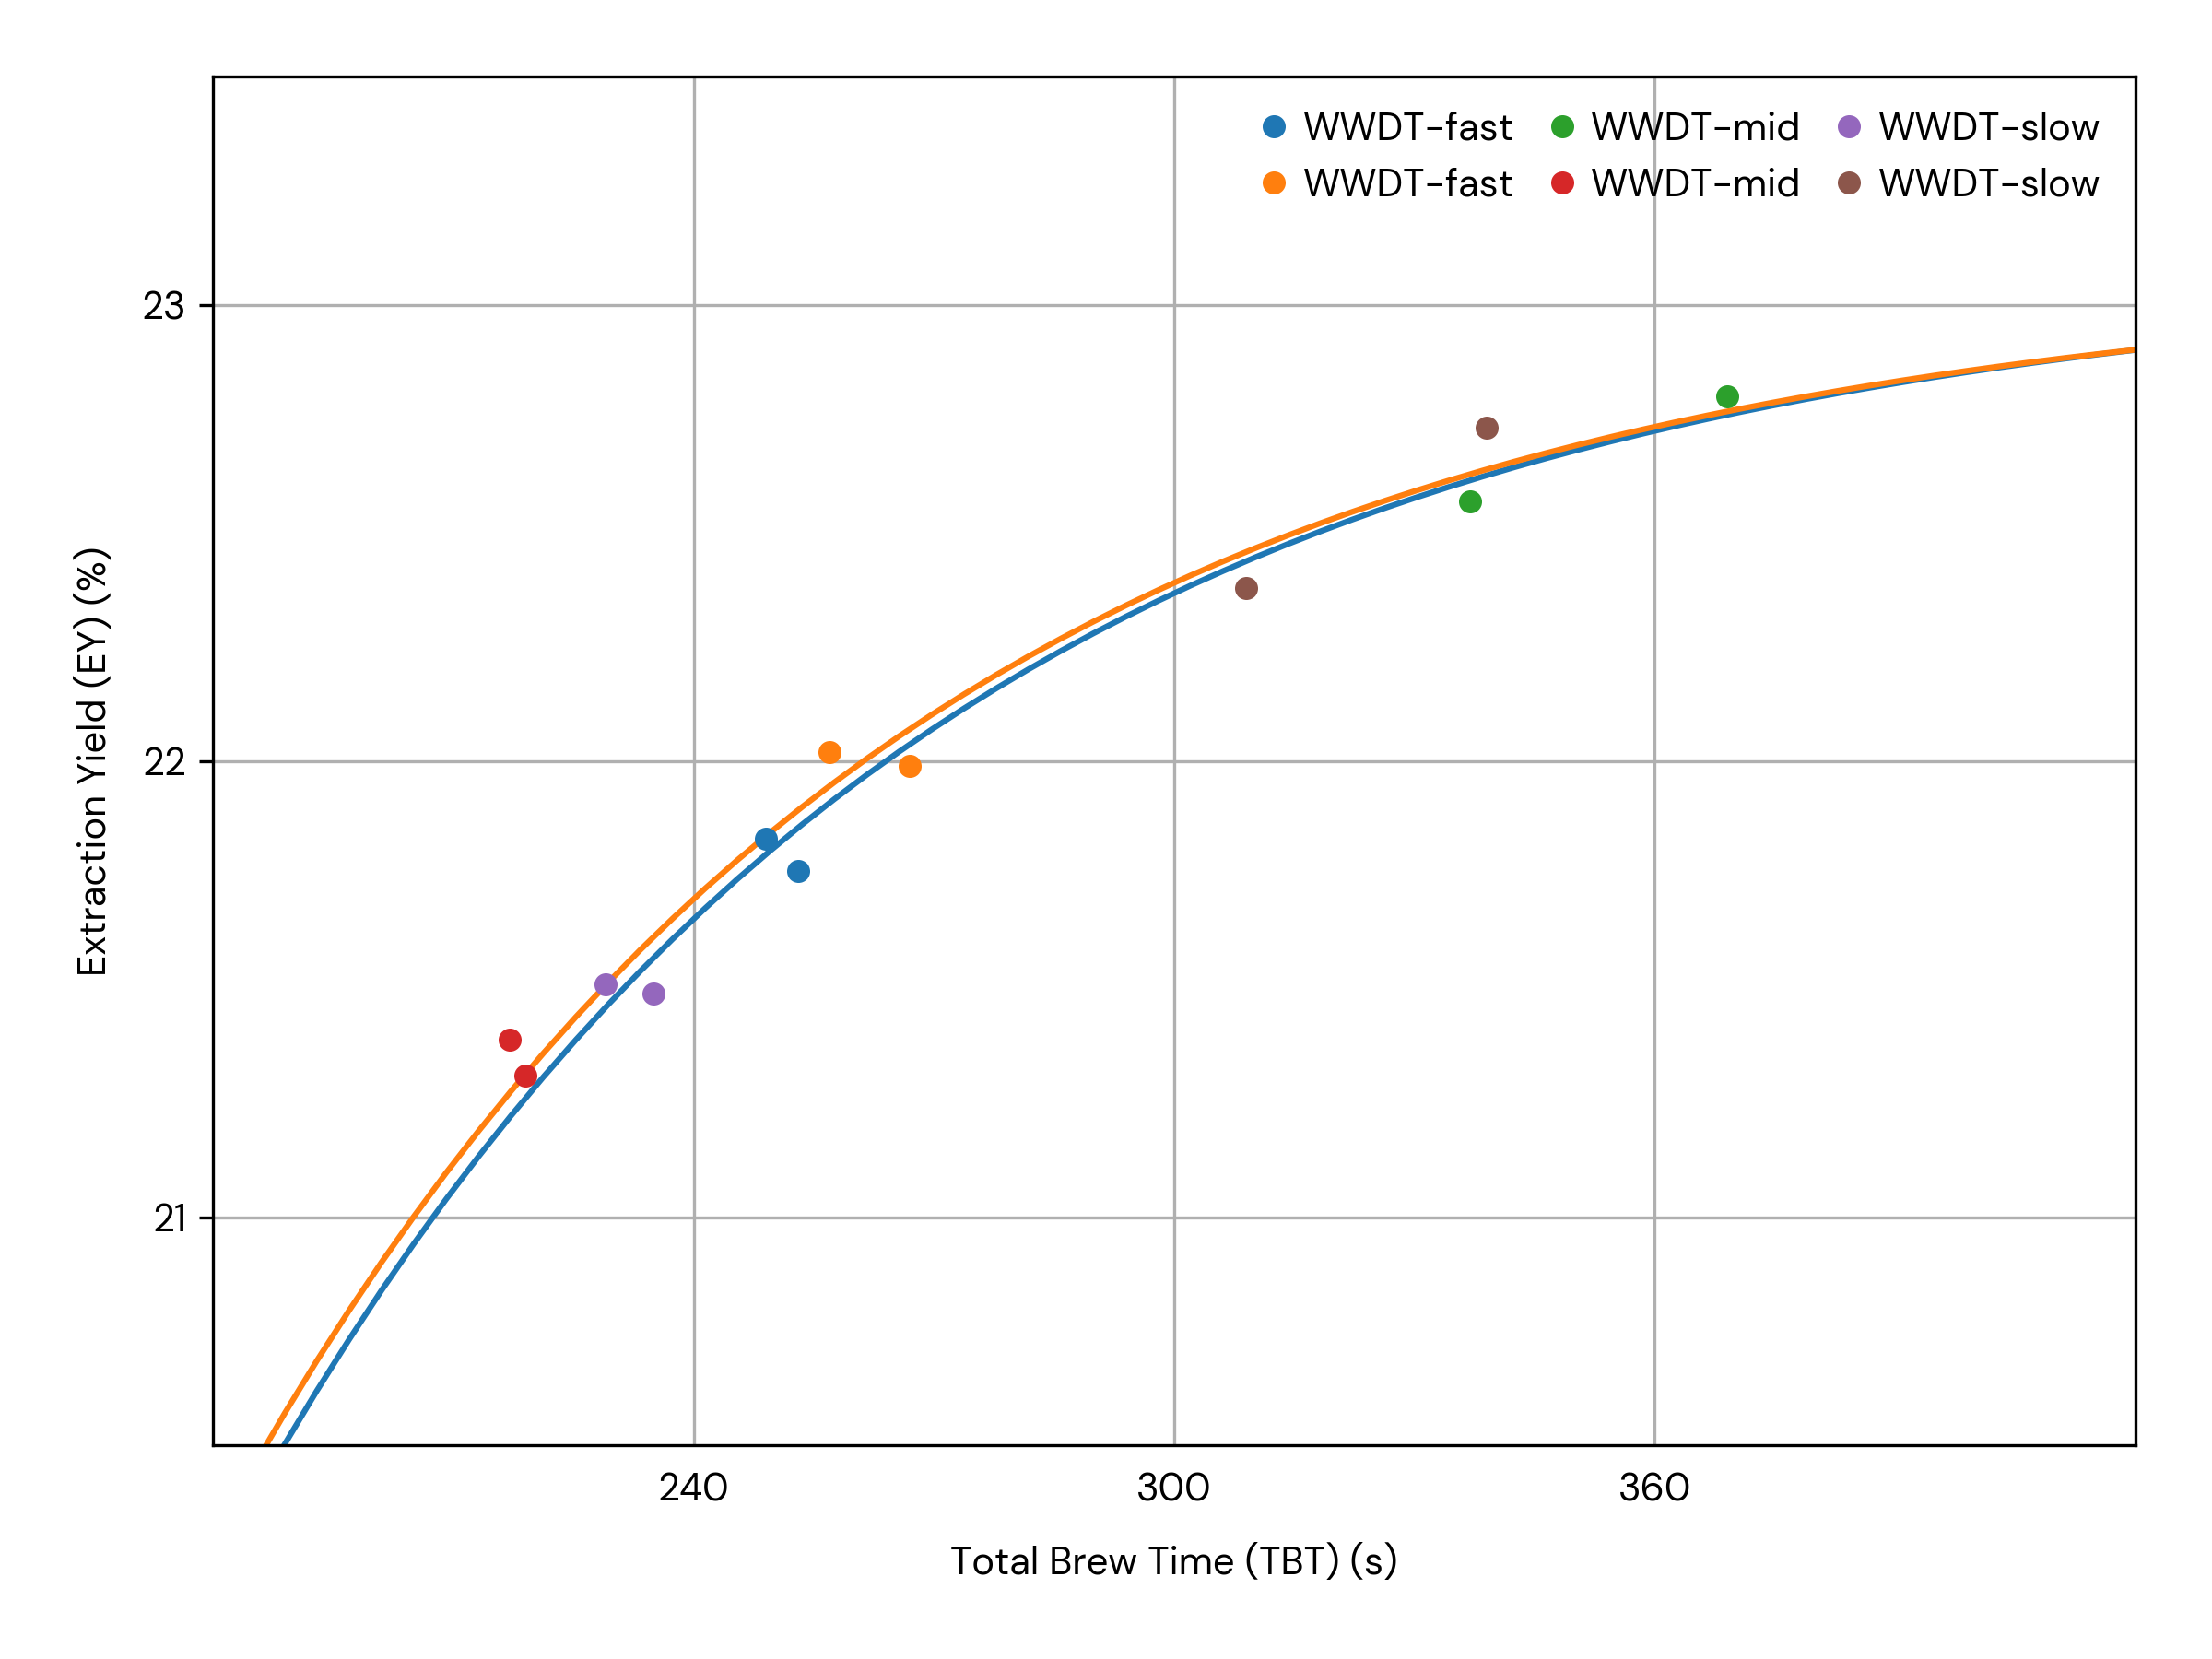 WWDT-fast WWDT-mid WWDT-slow
WWDT-fast WWDT-mid WWDT-slow
23
22
21
Extraction Yield (EY) (%)
240 300 360
Total Brew Time (TBT) (s)